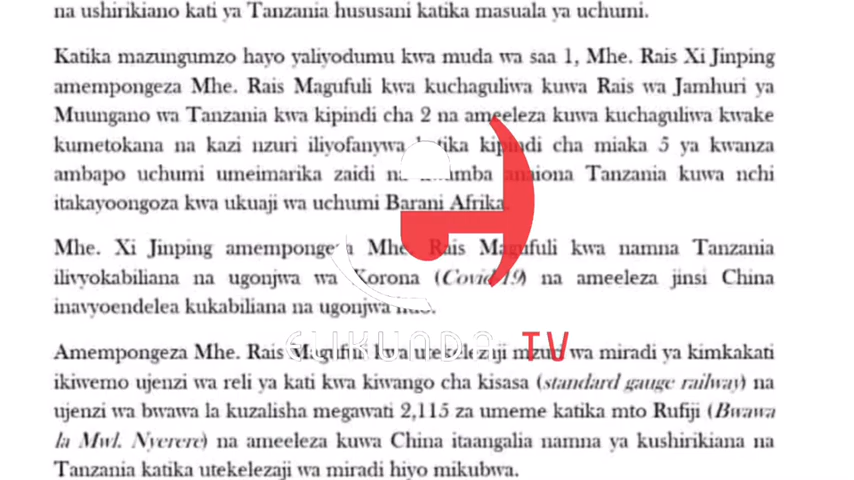 na ushirikiano kati ya Tanzania hususani katika masuala ya uchumi.
Katika mazungumzo hayo yaliyodumu kwa muda wa saa 1, Mhe. Rais Xi Jinping
amempongeza Mhe. Rais Magufuli kwa kuchaguliwa kuwa Rais wa Jamhuri ya
Muungano wa Tanzania kwa kipindi cha 2 na ameeleza kuwa kuchaguliwa kwake
kumetokana na kazi nzuri iliyofanywa katika kipindi cha miaka 5 ya kwanza
ambapo uchumi umeimarika zaidi na kwamba anaiona Tanzania kuwa nchi
itakayoongoza kwa ukuaji wa uchumi Barani Afrika.
Mhe. Xi Jinping amempongeza Mhe. Rais Magufuli kwa namna Tanzania
ilivyokabiliana na ugonjwa wa Korona (Covid 19) na ameeleza jinsi China
inavyoendelea kukabiliana na ugonjwa huo.
ELIKUNDA TV
Amempongeza Mhe. Rais Magufuli kwa utekelezaji mzuri wa miradi ya kimkakati
ikiwemo ujenzi wa reli ya kati kwa kiwango cha kisasa (standard gauge railway) na
ujenzi wa bwawa la kuzalisha megawati 2,115 za umeme katika mto Rufiji (Bwawa
la Mwl. Nyerere) na ameeleza kuwa China itaangalia namna ya kushirikiana na
Tanzania katika utekelezaji wa miradi hiyo mikubwa.